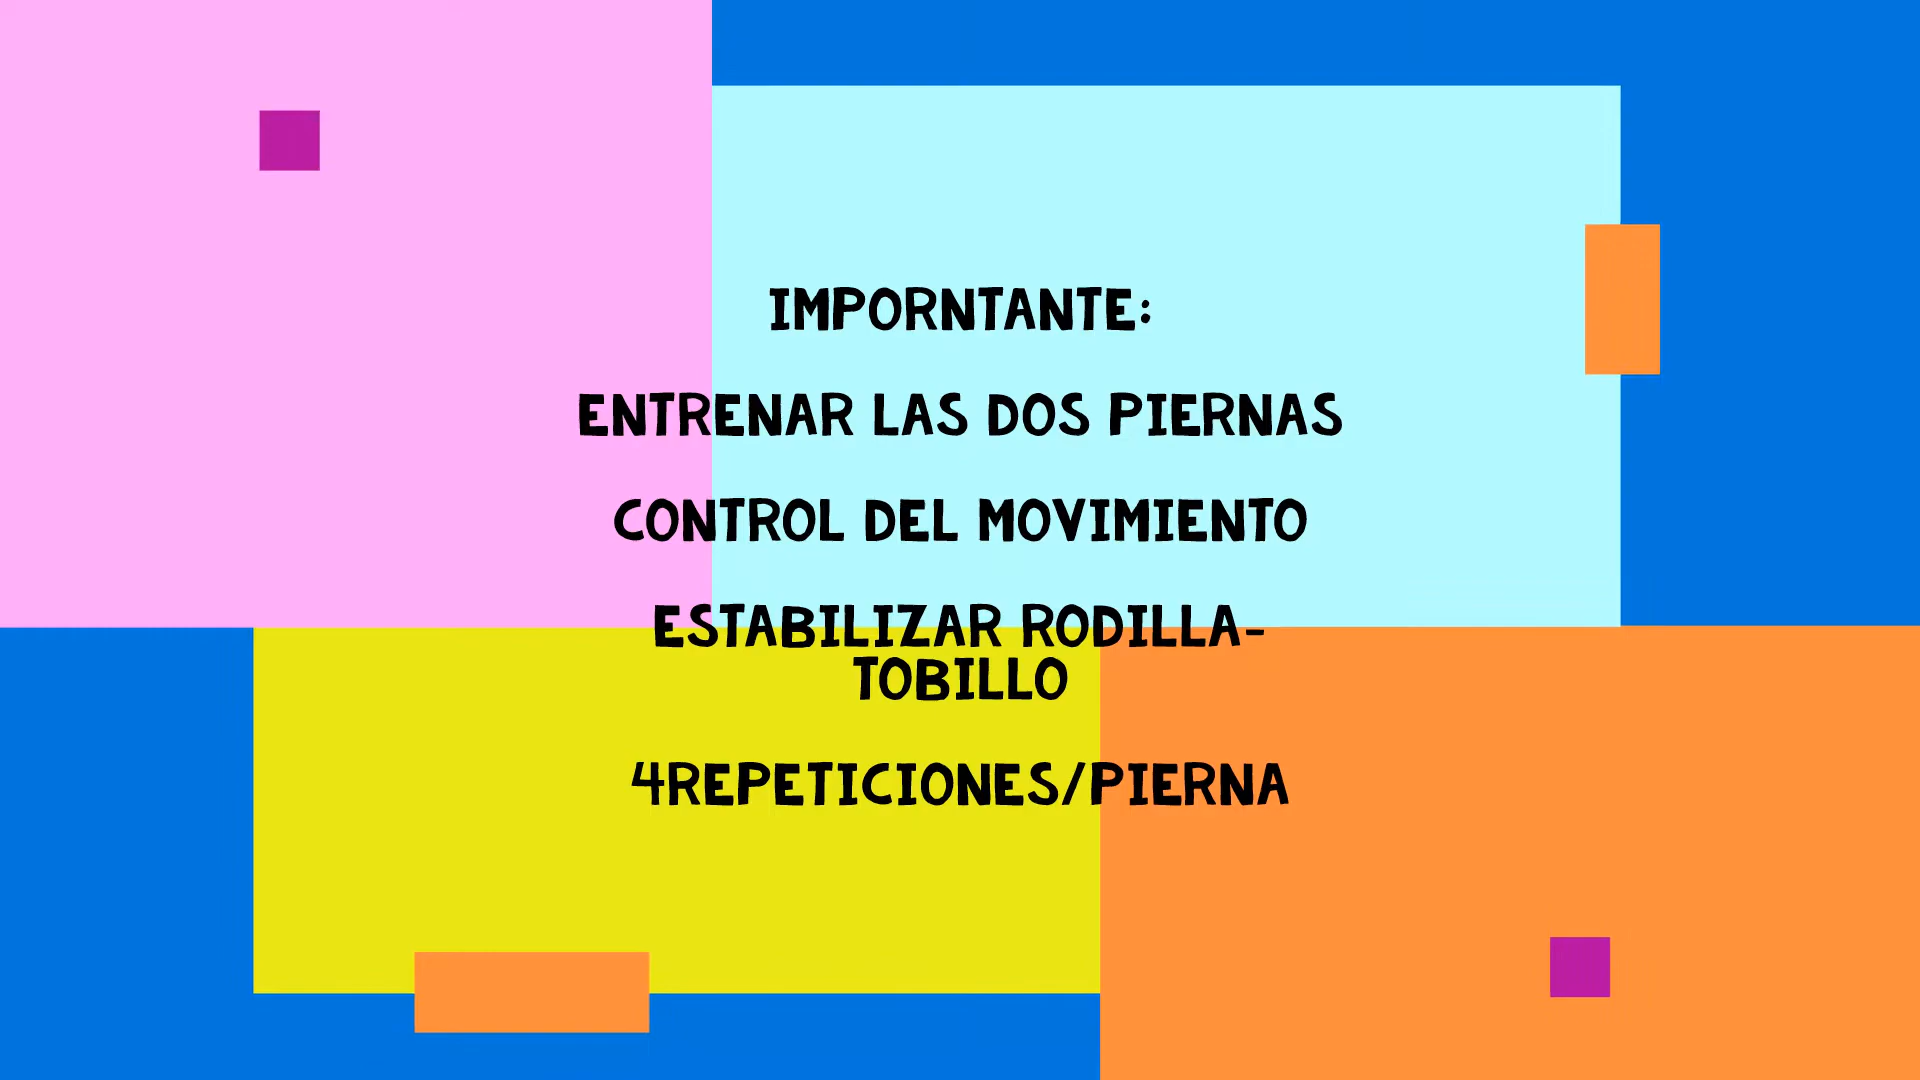 IMPORNTANTE:
ENTRENAR LAS DOS PIERNAS
CONTROL DEL MOVIMIENTO
ESTABILIZAR RODILLA-
TOBILLO
4REPETICIONES/PIERNA